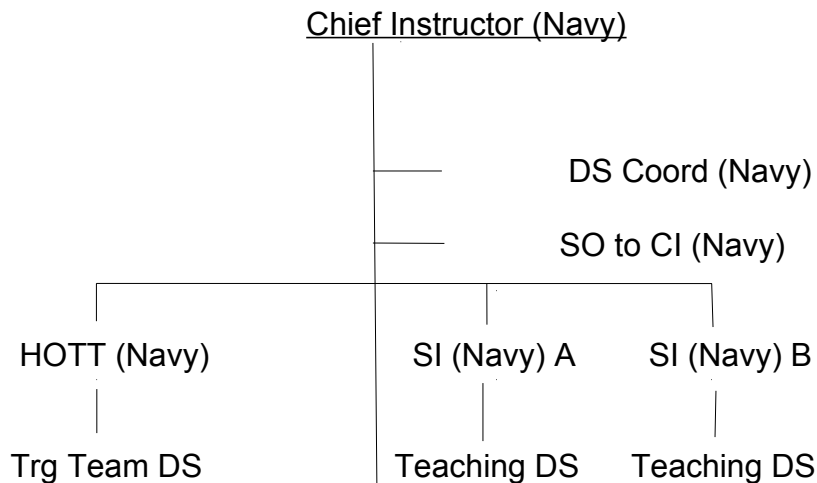 Chief Instructor (Navy)
DS Coord (Navy)
SO to CI (Navy)
HOTT (Navy) SI (Navy) A SI (Navy) B
Trg Team DS Teaching DS Teaching DS